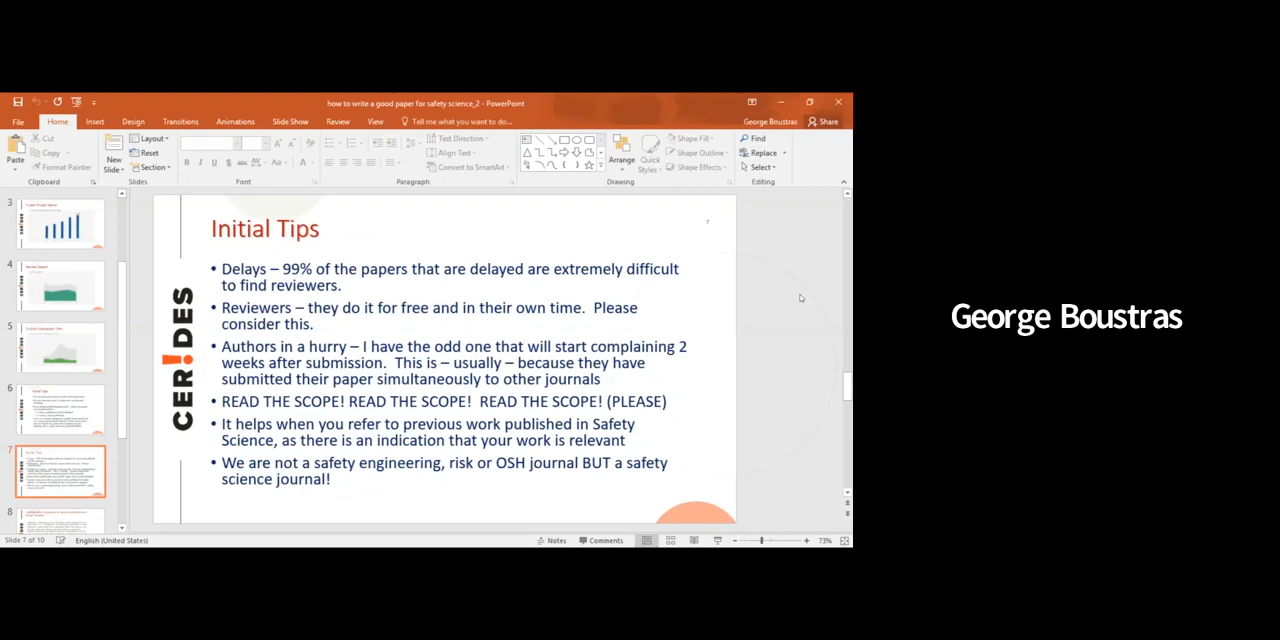 how to write a good paper for safety science_2 - PowerPoint
File Home Insert Design Transitions Animations Slide Show Review View Tell me what you want to do... George Boustras Share
Paste
Cut
Copy
Format Painter
Clipboard
New
Slide
Layout
Reset
Section
Slides
Font
Text Direction
Align Text
Convert to SmartArt
Paragraph
Arrange
Quick
Styles
Shape Fill
Shape Outline
Shape Effects
Drawing
Find
Replace
Select
Editing
3
4
5
6
7
8
7
CER!DES
Initial Tips
• Delays – 99% of the papers that are delayed are extremely difficult
to find reviewers.
• Reviewers – they do it for free and in their own time. Please
consider this.
• Authors in a hurry – I have the odd one that will start complaining 2
weeks after submission. This is – usually – because they have
submitted their paper simultaneously to other journals
• READ THE SCOPE! READ THE SCOPE! READ THE SCOPE! (PLEASE)
• It helps when you refer to previous work published in Safety
Science, as there is an indication that your work is relevant
• We are not a safety engineering, risk or OSH journal BUT a safety
science journal!
George Boustras
Slide 7 of 10 English (United States) Notes Comments 73%